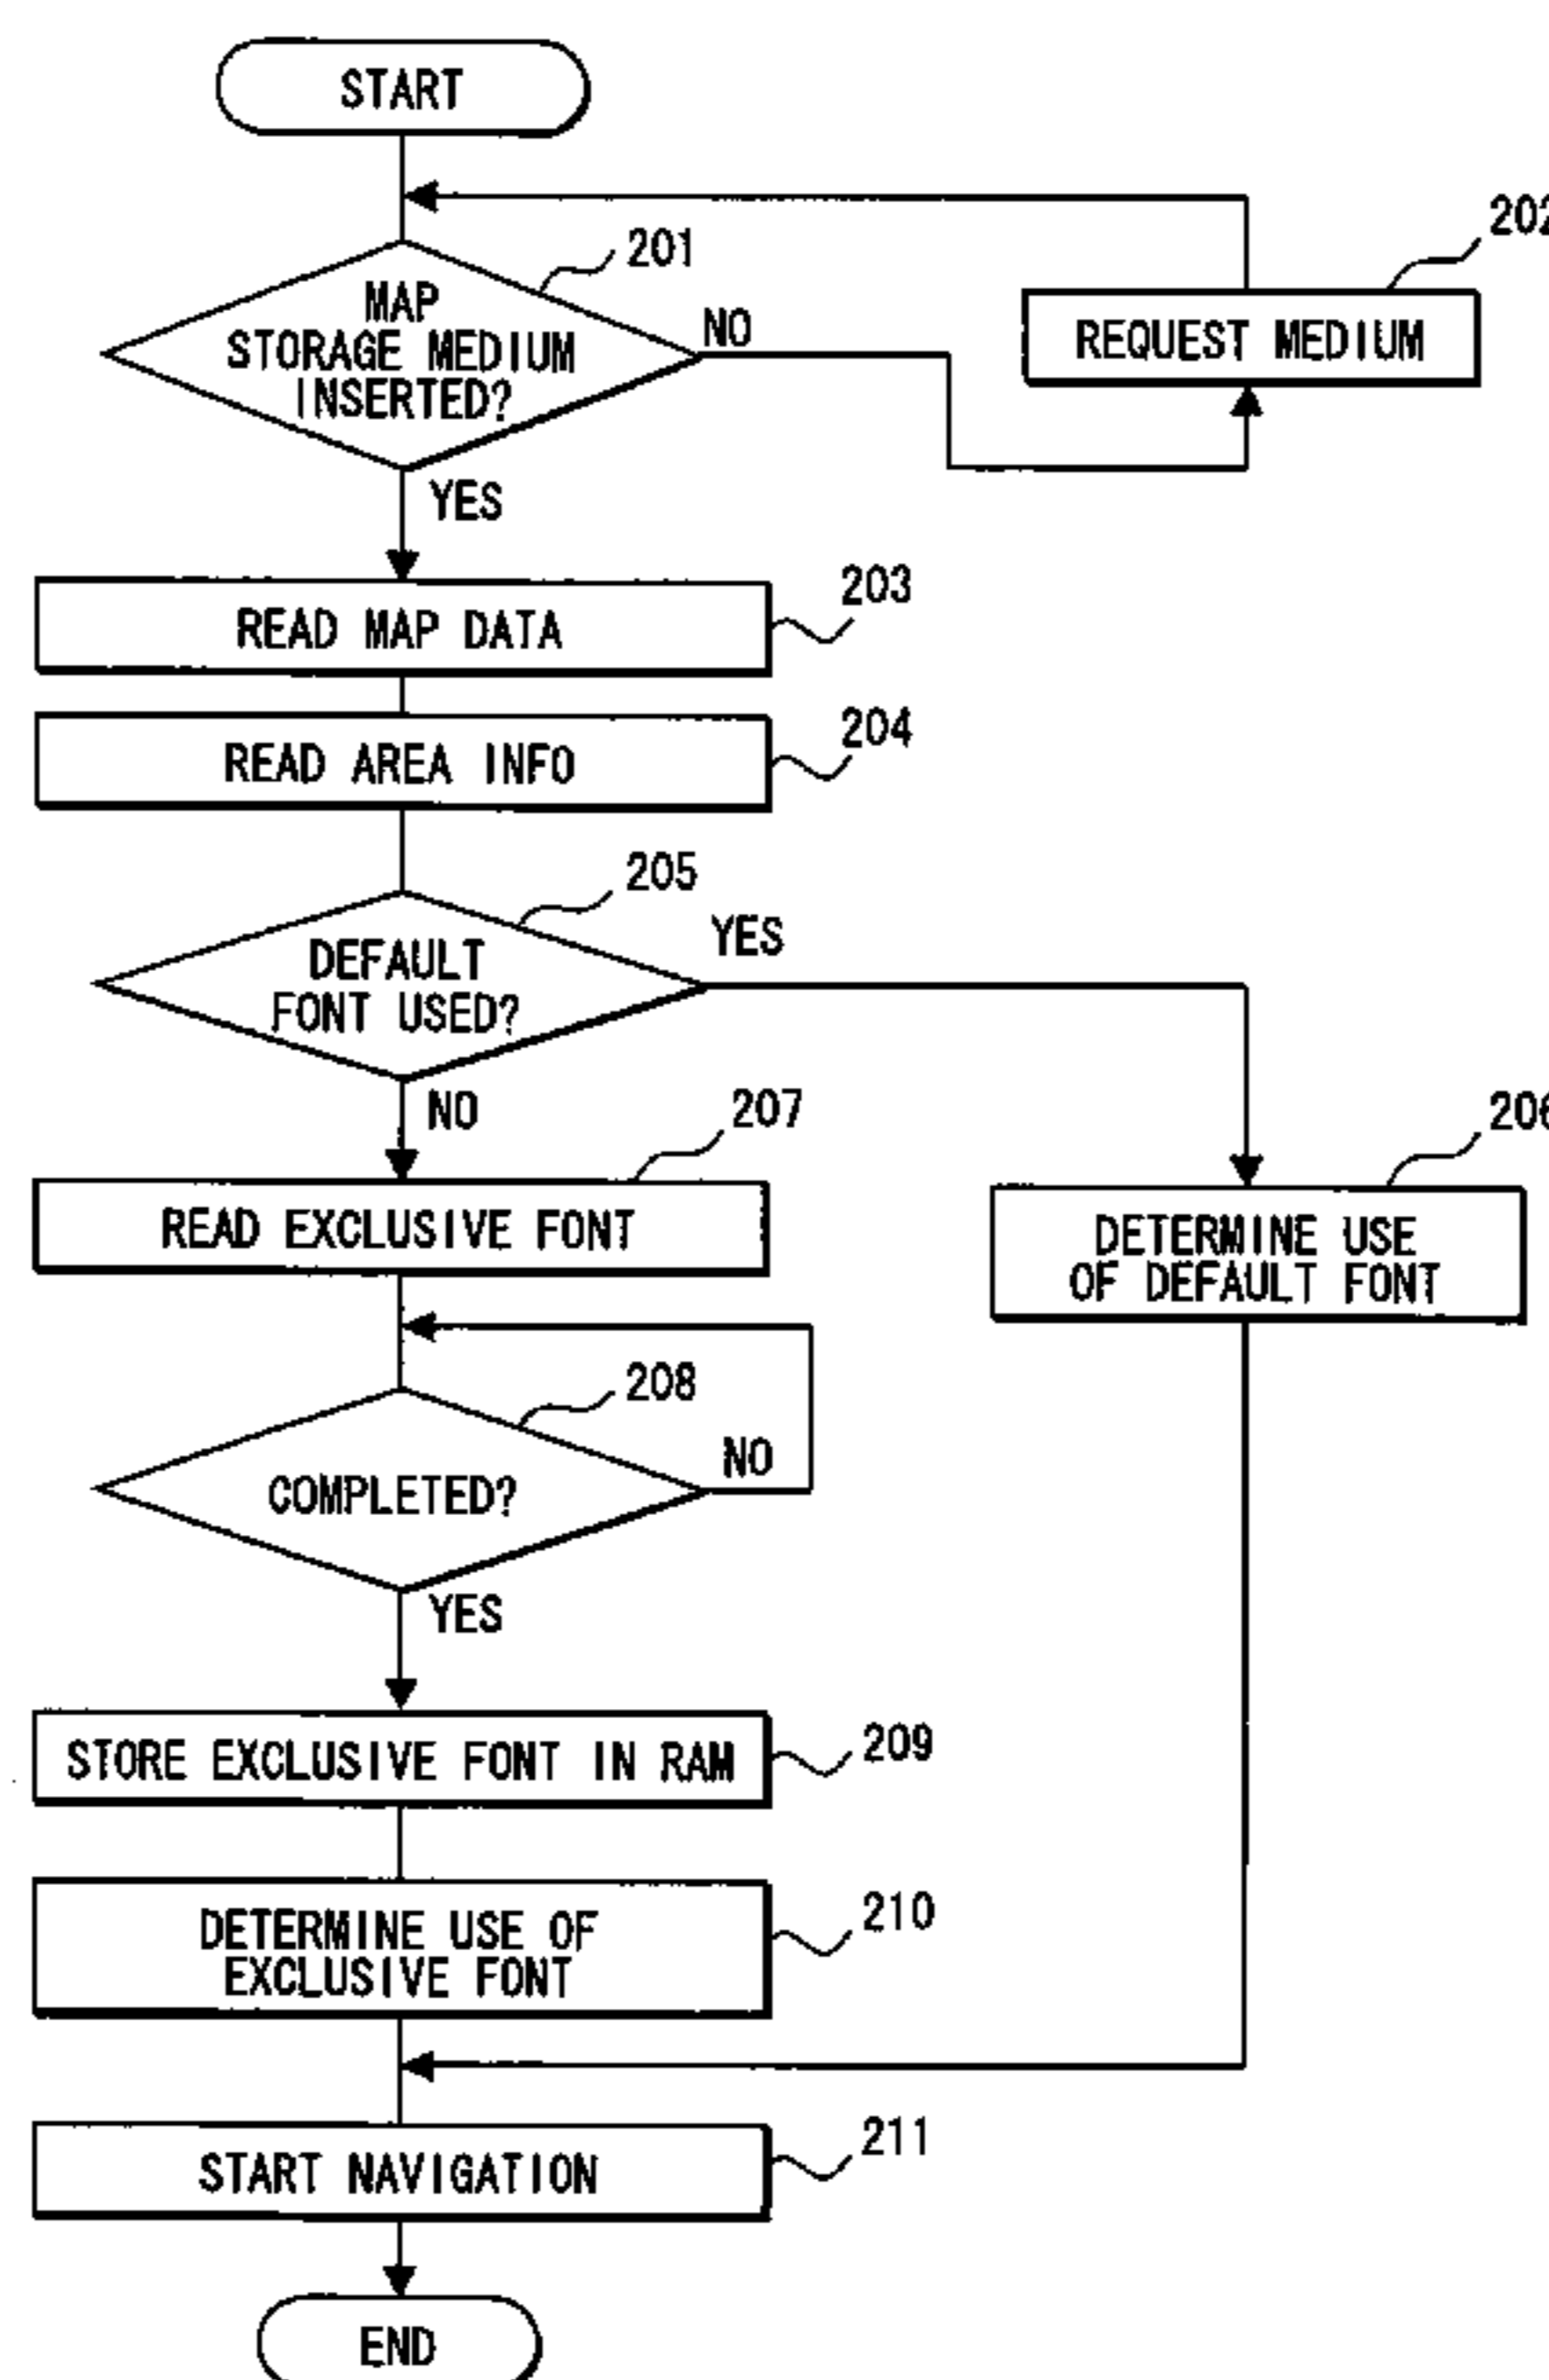 START
201
202
MAP
STORAGE MEDIUM
INSERTED?
NO
REQUEST MEDIUM
YES
203
READ MAP DATA
204
READ AREA INFO
205
DEFAULT
FONT USED?
YES
NO
207
206
READ EXCLUSIVE FONT
DETERMINE USE
OF DEFAULT FONT
208
COMPLETED?
NO
YES
STORE EXCLUSIVE FONT IN RAM
209
DETERMINE USE OF
EXCLUSIVE FONT
210
START NAVIGATION
211
END